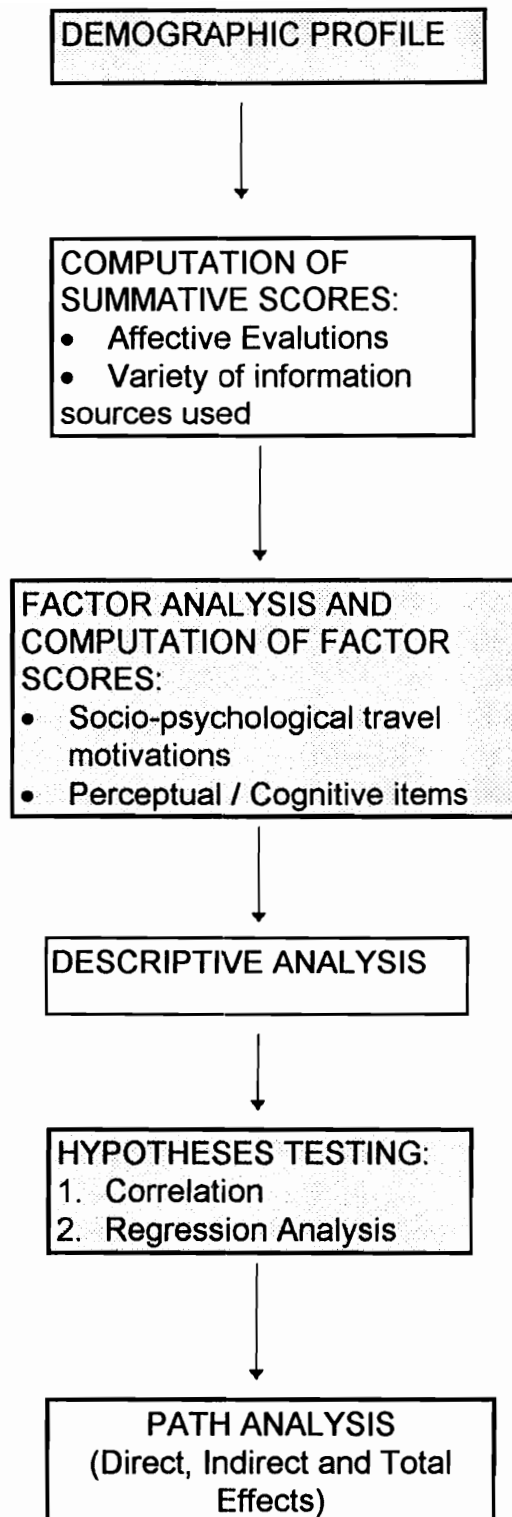 DEMOGRAPHIC PROFILE
COMPUTATION OF
SUMMATIVE SCORES:
• Affective Evalutions
• Variety of information
sources used
FACTOR ANALYSIS AND
COMPUTATION OF FACTOR
SCORES:
• Socio-psychological travel
motivations
• Perceptual / Cognitive items
DESCRIPTIVE ANALYSIS
HYPOTHESES TESTING:
1. Correlation
2. Regression Analysis
PATH ANALYSIS
(Direct, Indirect and Total
Effects)